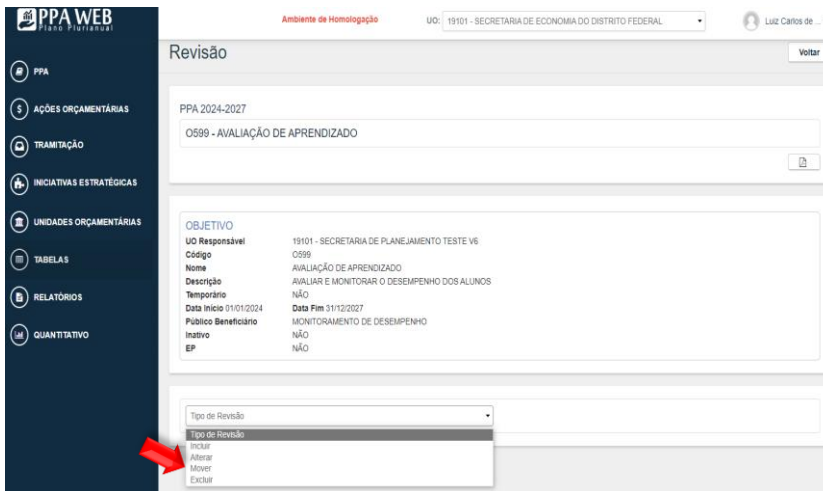 PPA WEB
Plano Plurianual
Ambiente de Homologação
UO: 19101 - SECRETARIA DE ECONOMIA DO DISTRITO FEDERAL
Luiz Carlos de ...
Revisão
Voltar
PPA
AÇÕES ORÇAMENTÁRIAS
TRAMITAÇÃO
INICIATIVAS ESTRATÉGICAS
UNIDADES ORÇAMENTÁRIAS
TABELAS
RELATÓRIOS
QUANTITATIVO
PPA 2024-2027
O599 - AVALIAÇÃO DE APRENDIZADO
OBJETIVO
UO Responsável 19101 - SECRETARIA DE PLANEJAMENTO TESTE V6
Código O599
Nome AVALIAÇÃO DE APRENDIZADO
Descrição AVALIAR E MONITORAR O DESEMPENHO DOS ALUNOS
Temporário NÃO
Data Início 01/01/2024 Data Fim 31/12/2027
Público Beneficiário MONITORAMENTO DE DESEMPENHO
Inativo NÃO
EP NÃO
Tipo de Revisão
Tipo de Revisão
Incluir
Alterar
Mover
Excluir